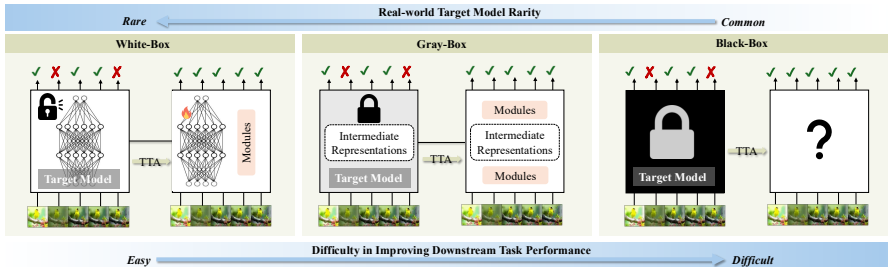 Real-world Target Model Rarity
Rare
Common
White-Box
Gray-Box
Black-Box
Target Model
TTA
Modules
Intermediate
Representations
Target Model
TTA
Modules
Intermediate
Representations
Modules
Target Model
TTA
?
Difficulty in Improving Downstream Task Performance
Easy
Difficult